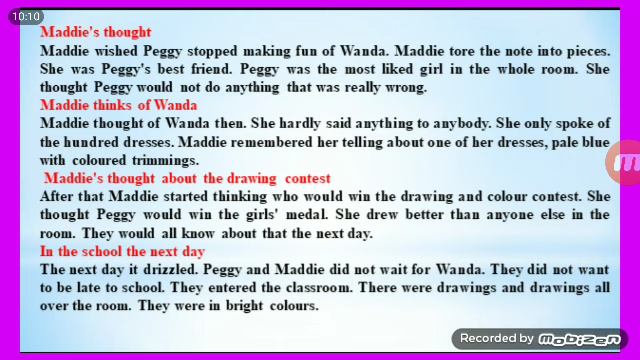 10:10
Maddie's thought
Maddie wished Peggy stopped making fun of Wanda. Maddie tore the note into pieces.
She was Peggy's best friend. Peggy was the most liked girl in the whole room. She
thought Peggy would not do anything that was really wrong.
Maddie thinks of Wanda
Maddie thought of Wanda then. She hardly said anything to anybody. She only spoke of
the hundred dresses. Maddie remembered her telling about one of her dresses, pale blue
with coloured trimmings.
Maddie's thought about the drawing contest
After that Maddie started thinking who would win the drawing and colour contest. She
thought Peggy would win the girls' medal. She drew better than anyone else in the
room. They would all know about that the next day.
In the school the next day
The next day it drizzled. Peggy and Maddie did not wait for Wanda. They did not want
to be late to school. They entered the classroom. There were drawings and drawings all
over the room. They were in bright colours.
Recorded by mobizen